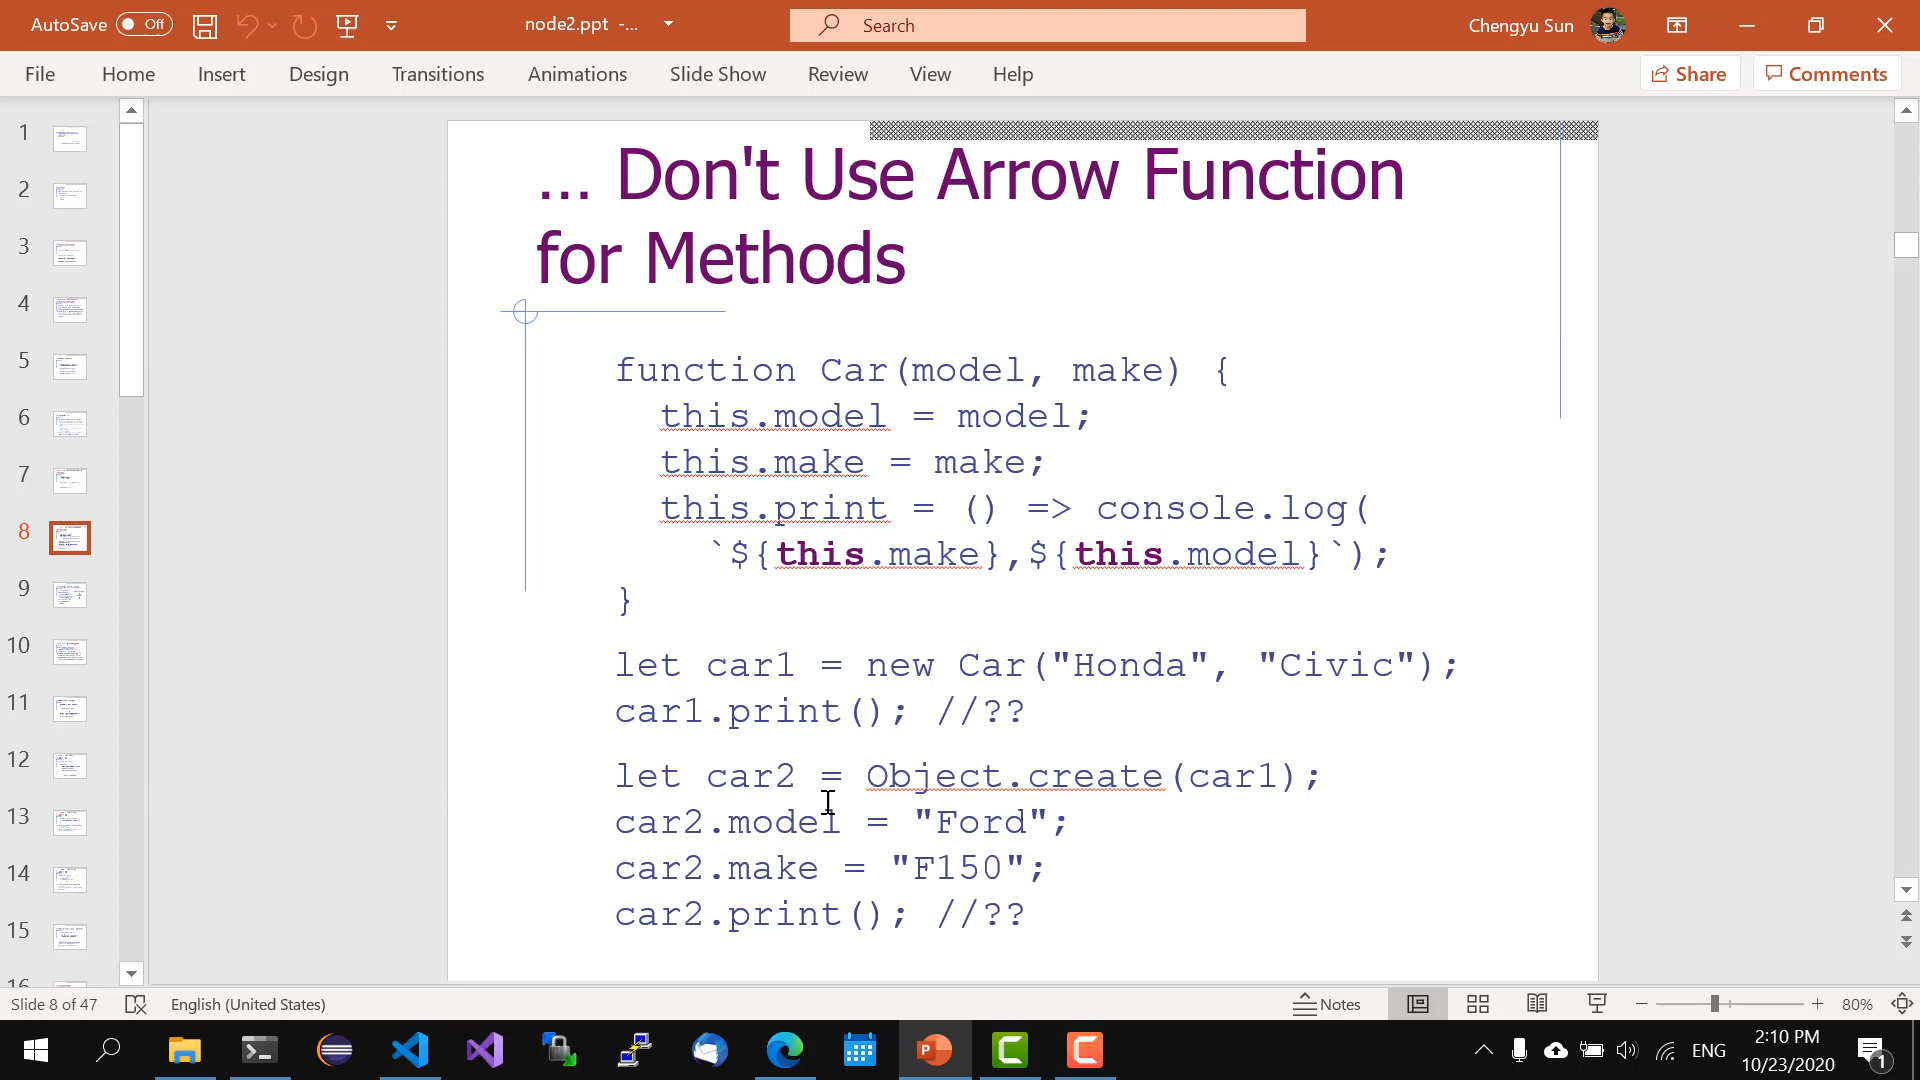 AutoSave Off node2.ppt -... Search Chengyu Sun
File Home Insert Design Transitions Animations Slide Show Review View Help Share Comments
1
2
3
4
5
6
7
8
9
10
11
12
13
14
15
16
... Don't Use Arrow Function
for Methods
function Car(model, make) {
this.model = model;
this.make = make;
this.print = () => console.log(
`${this.make},${this.model}`);
}
let car1 = new Car("Honda", "Civic");
car1.print(); //??
let car2 = Object.create(car1);
car2.model = "Ford";
car2.make = "F150";
car2.print(); //??
Slide 8 of 47 English (United States) Notes 80%
ENG 2:10 PM
10/23/2020 1